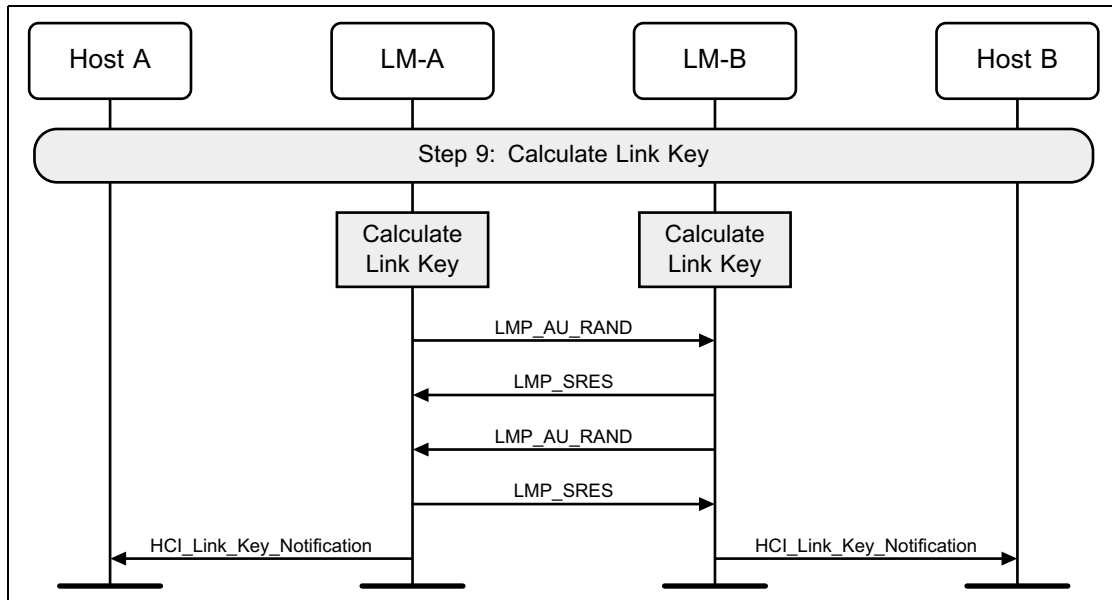 Host A
LM-A
LM-B
Host B
Step 9: Calculate Link Key
Calculate
Link Key
Calculate
Link Key
LMP_AU_RAND
LMP_SRES
LMP_AU_RAND
LMP_SRES
HCI_Link_Key_Notification
HCI_Link_Key_Notification